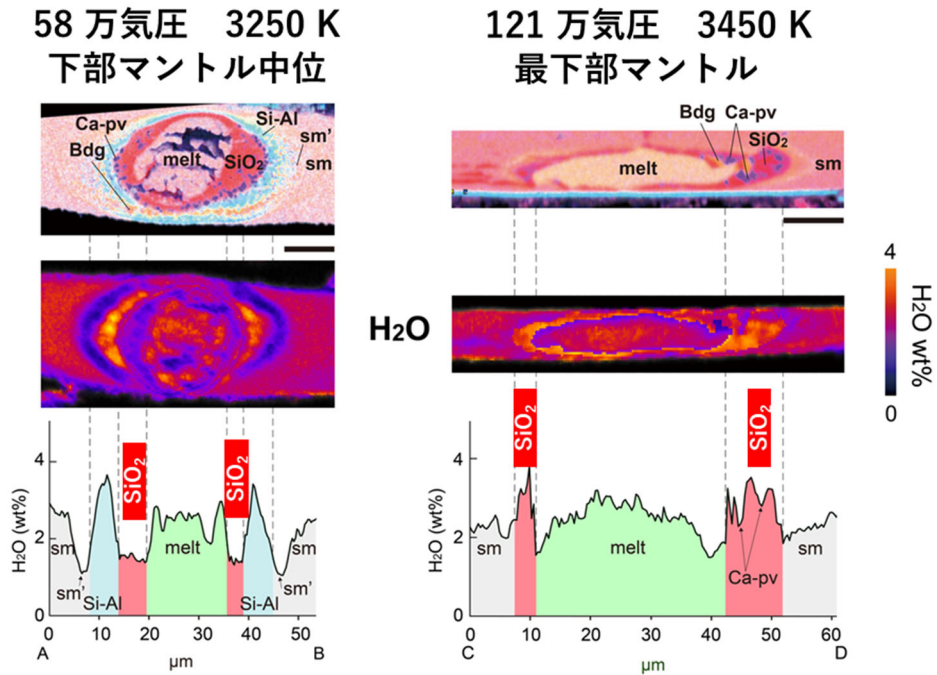 58 万気圧 3250 K
下部マントル中位
121 万気圧 3450 K
最下部マントル
Ca-pv
Bdg
melt
SiO₂
Si-Al
sm'
sm
Bdg
Ca-pv
SiO₂
sm
H₂O
4
H₂O wt%
0
H₂O (wt%)
4
2
0
sm
sm'
Si-Al
SiO₂
melt
SiO₂
Si-Al
sm
sm'
0
10
20
30
40
50
A
µm
B
H₂O (wt%)
4
2
0
sm
SiO₂
melt
SiO₂
Ca-pv
sm
0
10
20
30
40
50
60
C
µm
D